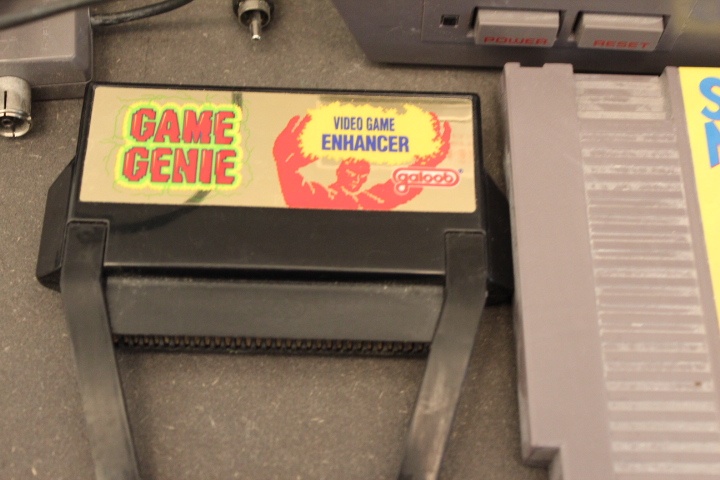 POWER
RESET
GAME
GENIE
VIDEO GAME
ENHANCER
galoob